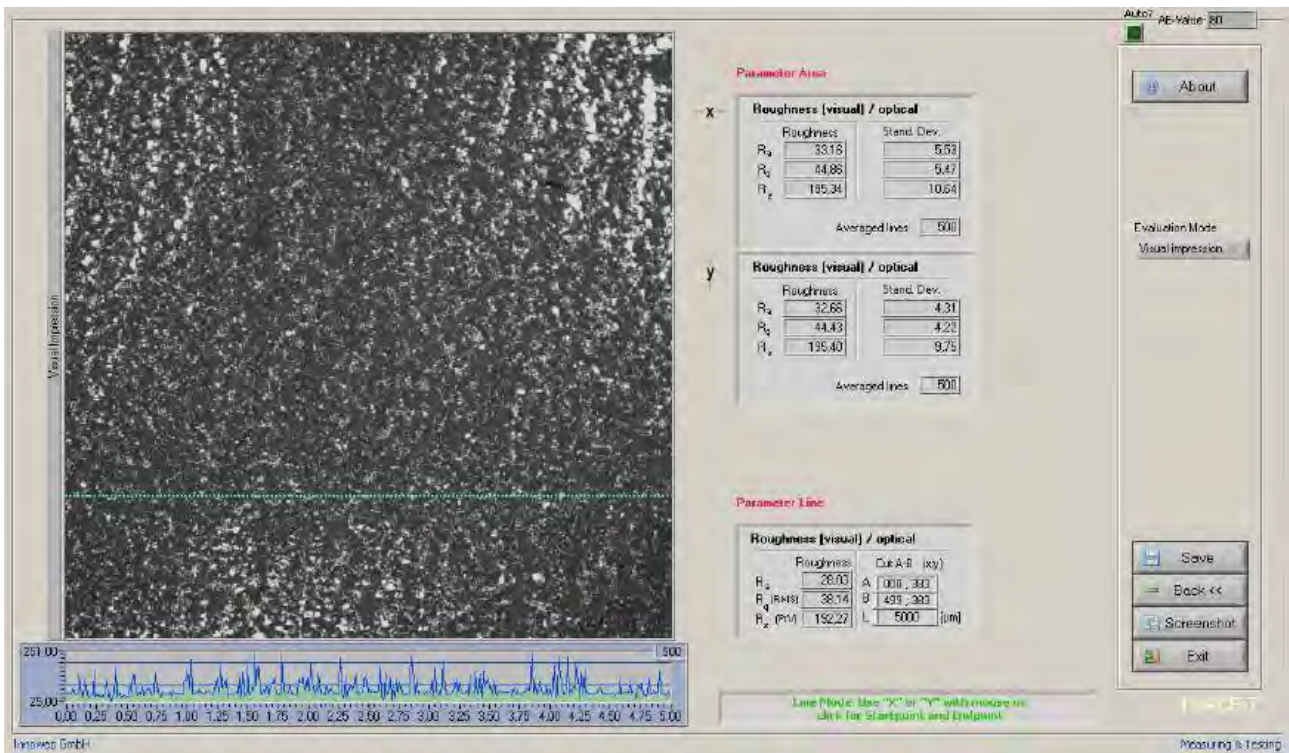 Auto? AE-Value 80
About
Parameter Area
x
Roughness (visual) / optical
Roughness Stand. Dev.
Ra 33,16 5,53
Rq 44,86 5,47
Rz 195,34 10,64
Averaged lines 500
Evaluation Mode
Visual impression
y
Roughness (visual) / optical
Roughness Stand. Dev.
Ra 32,66 4,31
Rq 44,43 4,22
Rz 195,40 9,75
Averaged lines 500
Visual Impression
Parameter Line
Roughness (visual) / optical
Roughness Cut A-B (x,y)
Ra 28,03 A 000 ; 383
Rq (RMS) 38,14 B 499 ; 383
Rz (P/V) 192,27 L 5000 [um]
Save
Back <<
Screenshot
Exit
251,00
500
25,00
0,00 0,25 0,50 0,75 1,00 1,25 1,50 1,75 2,00 2,25 2,50 2,75 3,00 3,25 3,50 3,75 4,00 4,25 4,50 4,75 5,00
Line Mode: Use "X" or "Y" with mouse on
click for Startpoint and Endpoint
Innowep GmbH
Measuring & Testing